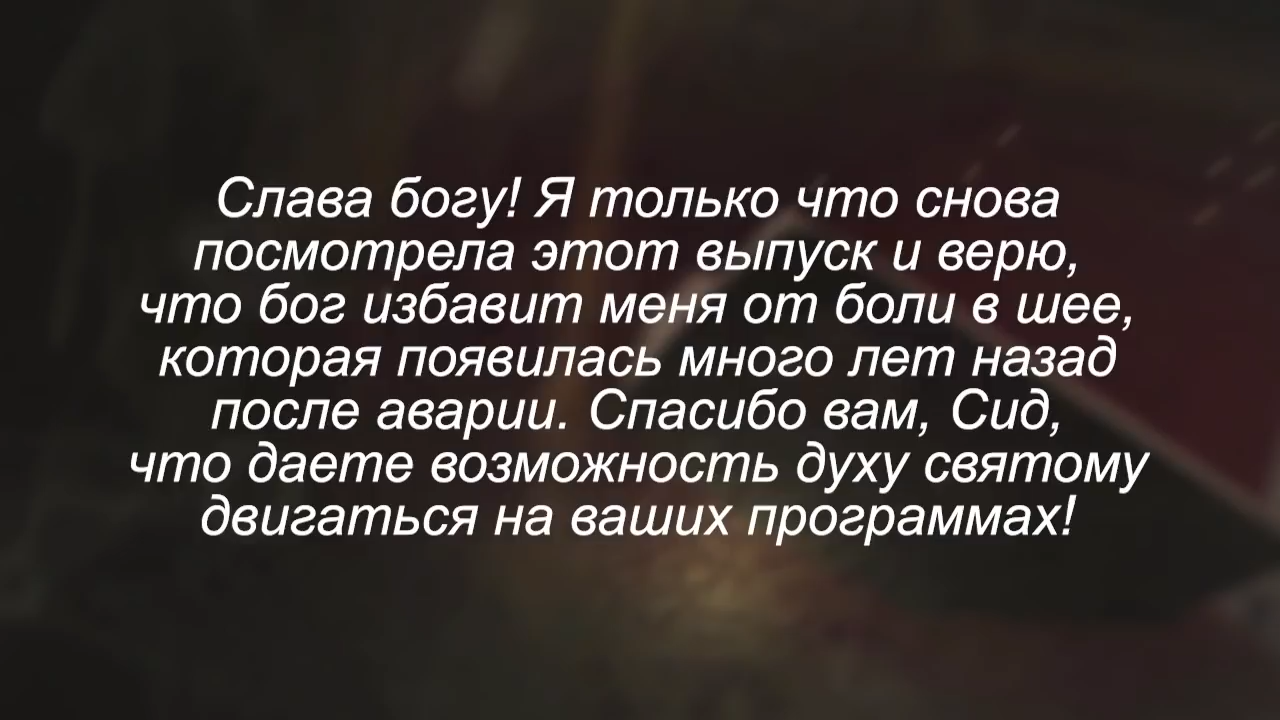 Слава богу! Я только что снова
посмотрела этот выпуск и верю,
что бог избавит меня от боли в шее,
которая появилась много лет назад
после аварии. Спасибо вам, Сид,
что даете возможность духу святому
двигаться на ваших программах!